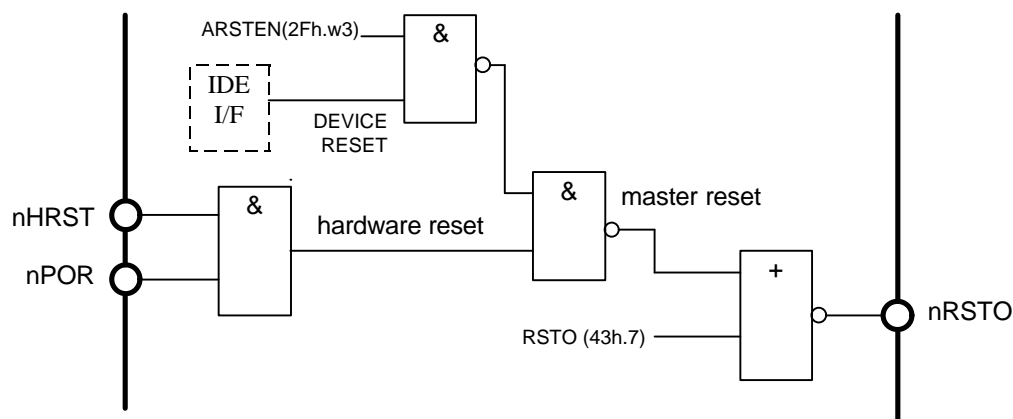 ARSTEN(2Fh.w3)
&
IDE
I/F
DEVICE
RESET
nHRST
&
hardware reset
&
master reset
nPOR
+
nRSTO
RSTO (43h.7)